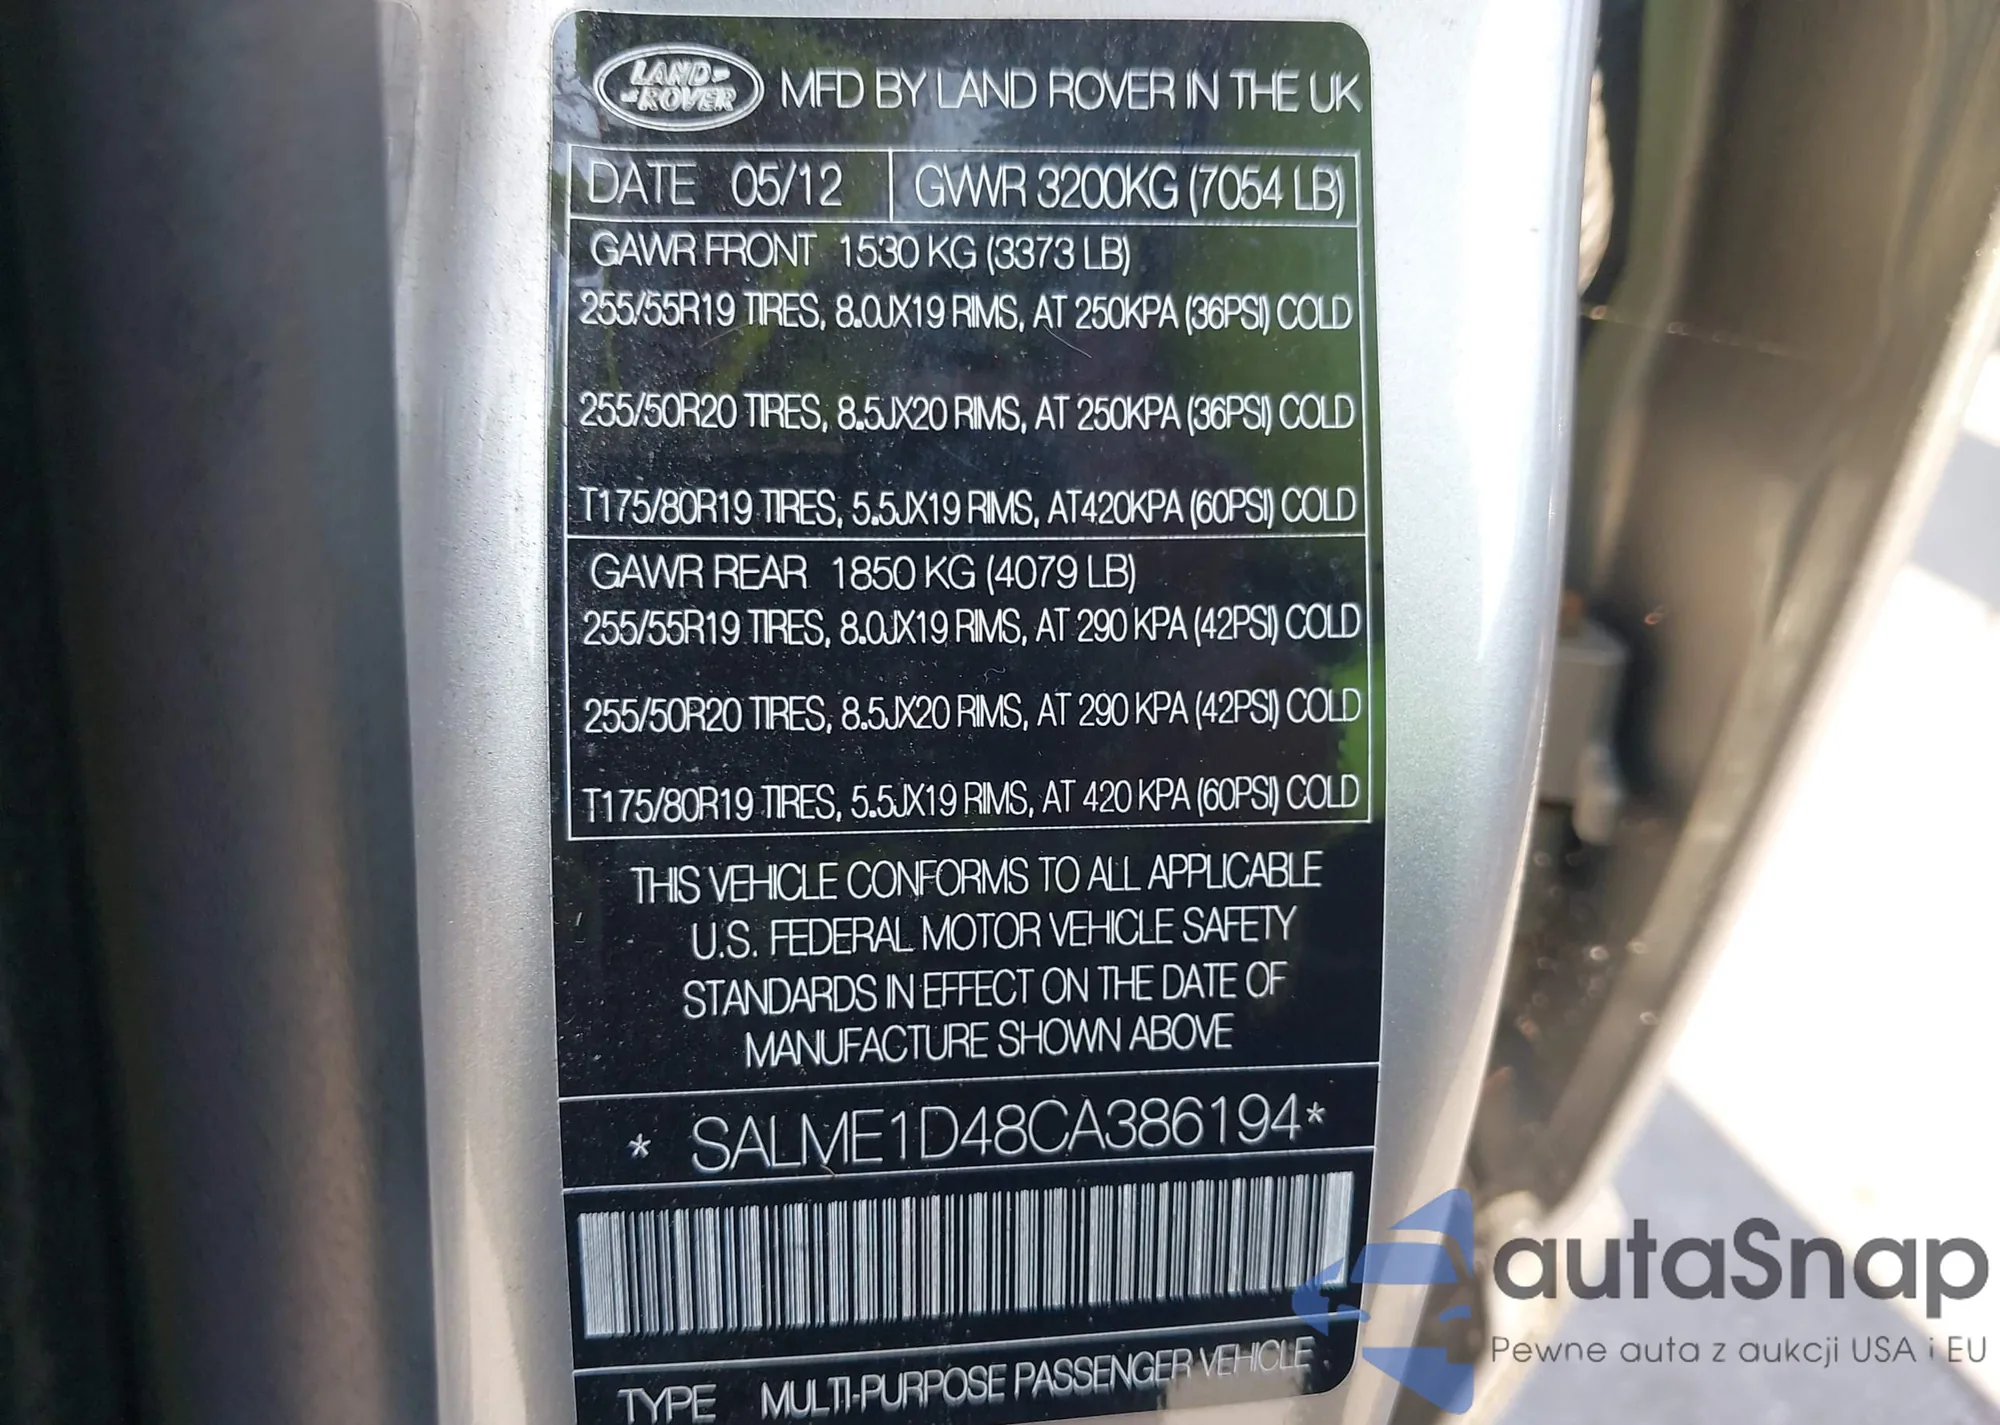 LAND-
-ROVER
MFD BY LAND ROVER IN THE UK
DATE 05/12 GVWR 3200KG (7054 LB)
GAWR FRONT 1530 KG (3373 LB)
255/55R19 TIRES, 8.0JX19 RIMS, AT 250KPA (36PSI) COLD
255/50R20 TIRES, 8.5JX20 RIMS, AT 250KPA (36PSI) COLD
T175/80R19 TIRES, 5.5JX19 RIMS, AT420KPA (60PSI) COLD
GAWR REAR 1850 KG (4079 LB)
255/55R19 TIRES, 8.0JX19 RIMS, AT 290 KPA (42PSI) COLD
255/50R20 TIRES, 8.5JX20 RIMS, AT 290 KPA (42PSI) COLD
T175/80R19 TIRES, 5.5JX19 RIMS, AT 420 KPA (60PSI) COLD
THIS VEHICLE CONFORMS TO ALL APPLICABLE
U.S. FEDERAL MOTOR VEHICLE SAFETY
STANDARDS IN EFFECT ON THE DATE OF
MANUFACTURE SHOWN ABOVE
* SALME1D48CA386194*
TYPE MULTI-PURPOSE PASSENGER VEHICLE
autaSnap
Pewne auta z aukcji USA i EU